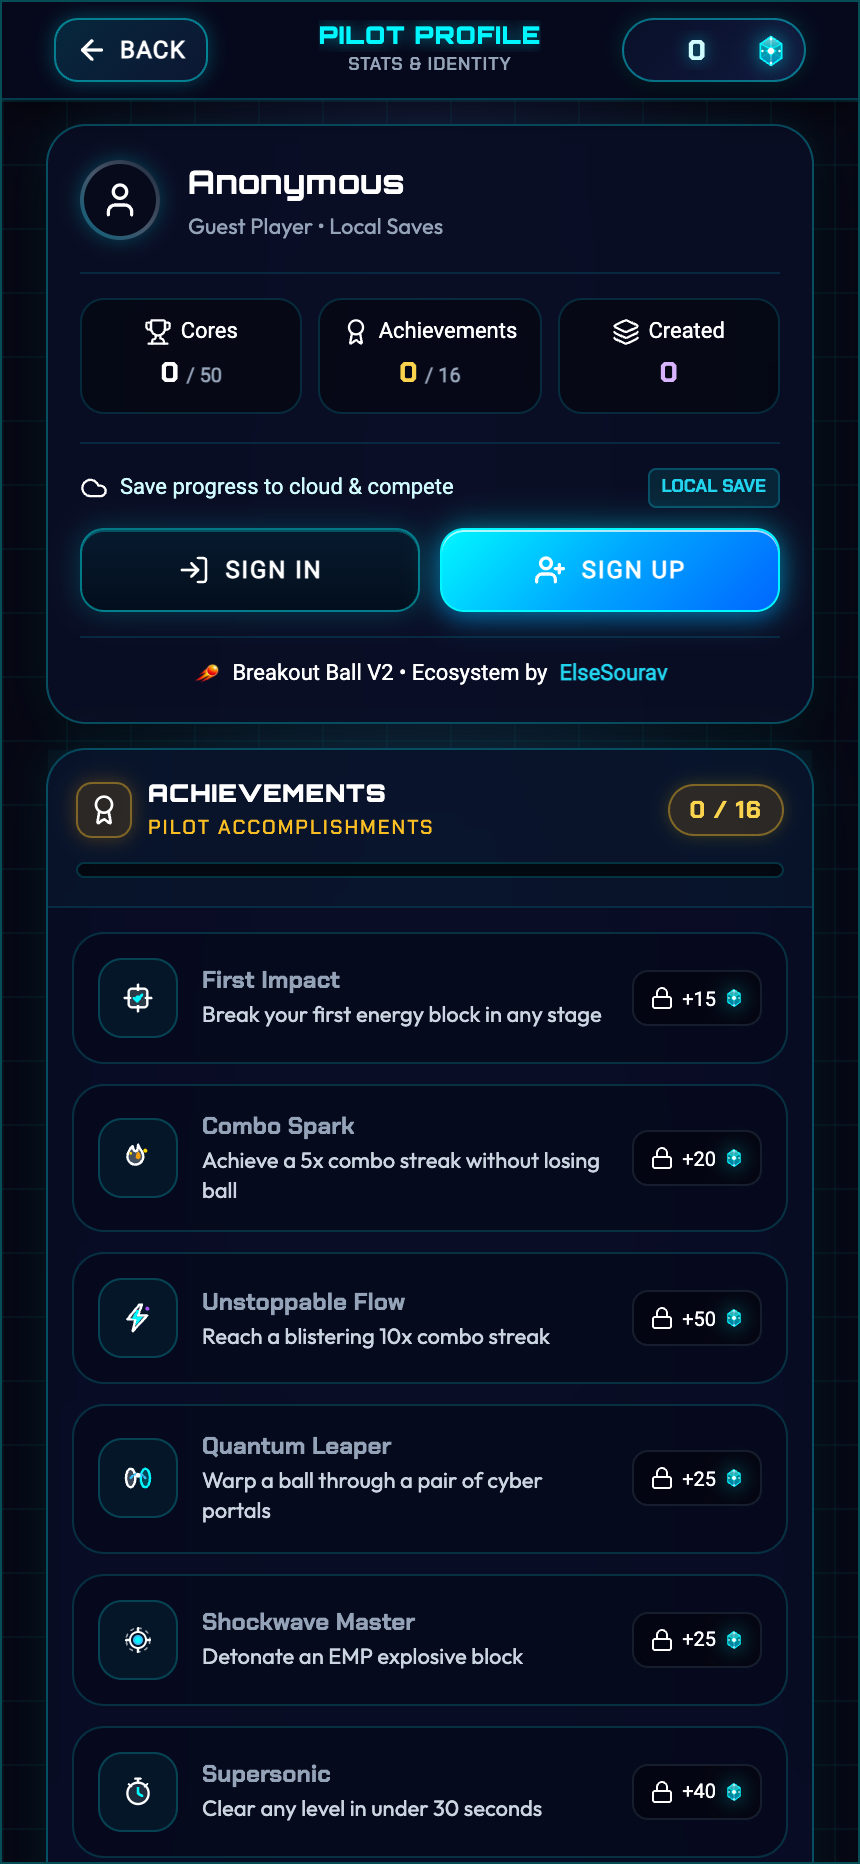 BACK
PILOT PROFILE
STATS & IDENTITY
0
Anonymous
Guest Player • Local Saves
Cores
0 / 50
Achievements
0 / 16
Created
0
Save progress to cloud & compete
LOCAL SAVE
SIGN IN
SIGN UP
Breakout Ball V2 • Ecosystem by ElseSourav
ACHIEVEMENTS
PILOT ACCOMPLISHMENTS
0 / 16
First Impact
Break your first energy block in any stage
+15
Combo Spark
Achieve a 5x combo streak without losing
ball
+20
Unstoppable Flow
Reach a blistering 10x combo streak
+50
Quantum Leaper
Warp a ball through a pair of cyber
portals
+25
Shockwave Master
Detonate an EMP explosive block
+25
Supersonic
Clear any level in under 30 seconds
+40